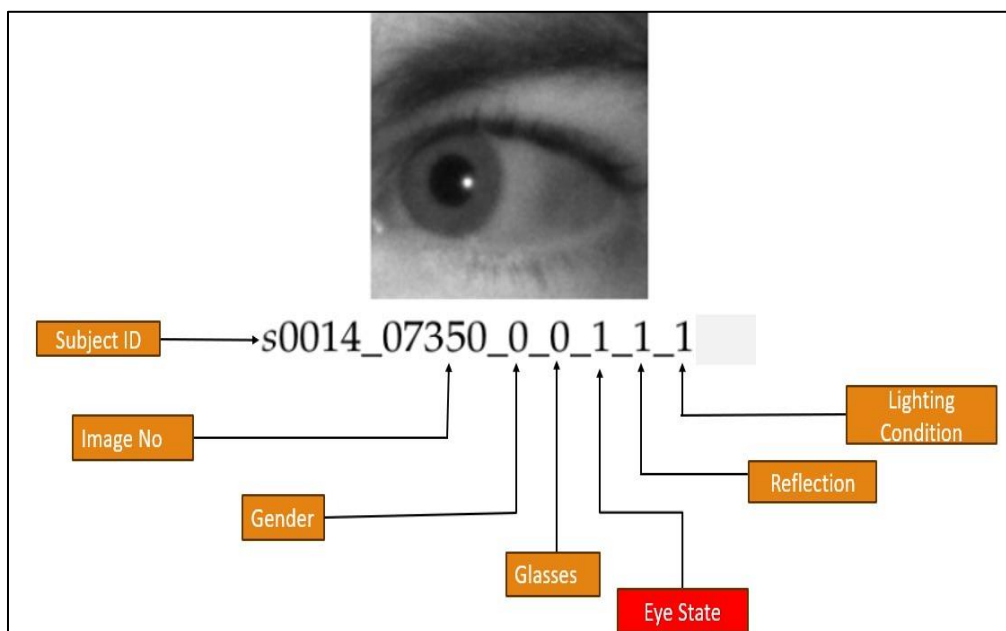 s0014_07350_0_0_1_1_1
Subject ID
Image No
Gender
Glasses
Eye State
Reflection
Lighting
Condition